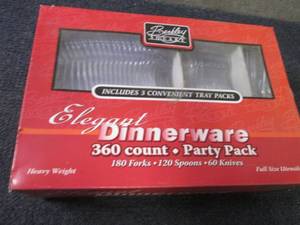 Berkley
INCLUDES 3 CONVENIENT TRAY PACKS
Elegant
Dinnerware
360 count • Party Pack
180 Forks • 120 Spoons • 60 Knives
Heavy Weight
Full Size Utensils